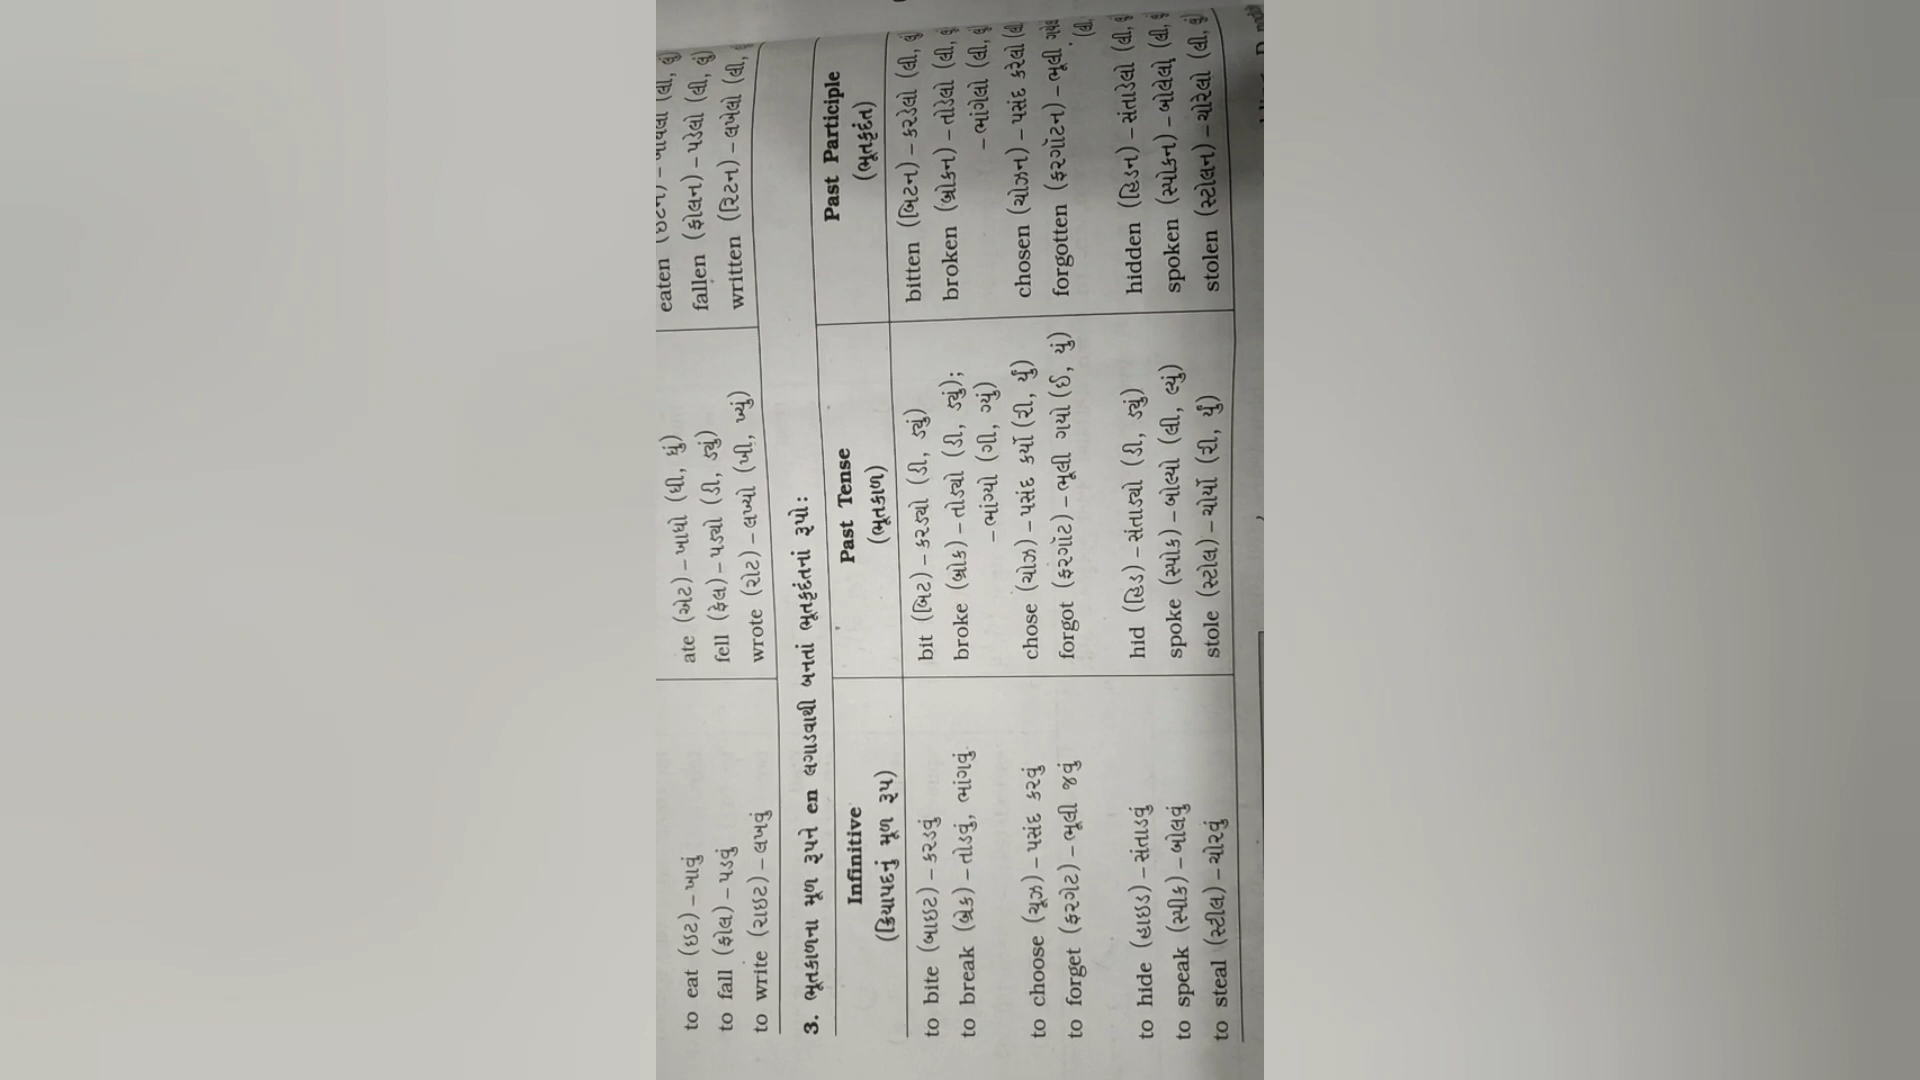 to eat (ઇટ) – ખાવું ate (એટ) – ખાધો (ધી, ધું) eaten
to fall (ફોલ) – પડવું fell (ફેલ) – પડ્યો (ડી, ડ્યું) fallen (ફોલન) – પડેલો (લી, લું)
to write (રાઇટ) – લખવું wrote (રોટ) – લખ્યો (ખી, ખ્યું) written (રિટન) – લખેલો (લી,
3. ભૂતકાળના મૂળ રૂપને en લગાડવાથી બનતાં ભૂતકૃદંતનાં રૂપો :
Infinitive Past Tense Past Participle
(ક્રિયાપદનું મૂળ રૂપ) (ભૂતકાળ) (ભૂતકૃદંત)
to bite (બાઇટ) – કરડવું bit (બિટ) – કરડ્યો (ડી, ડ્યું) bitten (બિટન) – કરડેલો (લી, લું)
to break (બ્રેક) – તોડવું, ભાંગવું broke (બ્રોક) – તોડ્યો (ડી, ડ્યું); broken (બ્રોકન) – તોડેલો (લી,
– ભાંગ્યો (ગી, ગ્યું) – ભાંગેલો (લી,
to choose (ચૂઝ) – પસંદ કરવું chose (ચોઝ) – પસંદ કર્યો (રી, ર્યું) chosen (ચોઝન) – પસંદ કરેલો (લી
to forget (ફરગેટ) – ભૂલી જવું forgot (ફરગૉટ) – ભૂલી ગયો (ઈ, યું) forgotten (ફરગૉટન) – ભૂલી
(લી,
to hide (હાઇડ) – સંતાડવું hid (હિડ) – સંતાડ્યો (ડી, ડ્યું) hidden (હિડન) – સંતાડેલો (લી,
to speak (સ્પીક) – બોલવું spoke (સ્પોક) – બોલ્યો (લી, લ્યું) spoken (સ્પોકન) – બોલેલો (લી,
to steal (સ્ટીલ) – ચોરવું stole (સ્ટોલ) – ચોર્યો (રી, ર્યું) stolen (સ્ટોલન) – ચોરેલો (લી, લું)